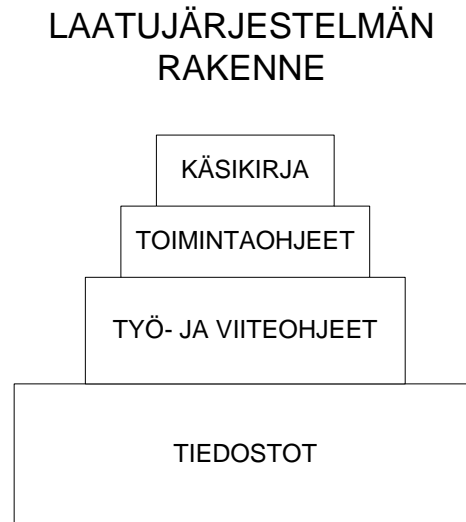 LAATUJÄRJESTELMÄN
RAKENNE
KÄSIKIRJA
TOIMINTAOHJEET
TYÖ- JA VIITEOHJEET
TIEDOSTOT